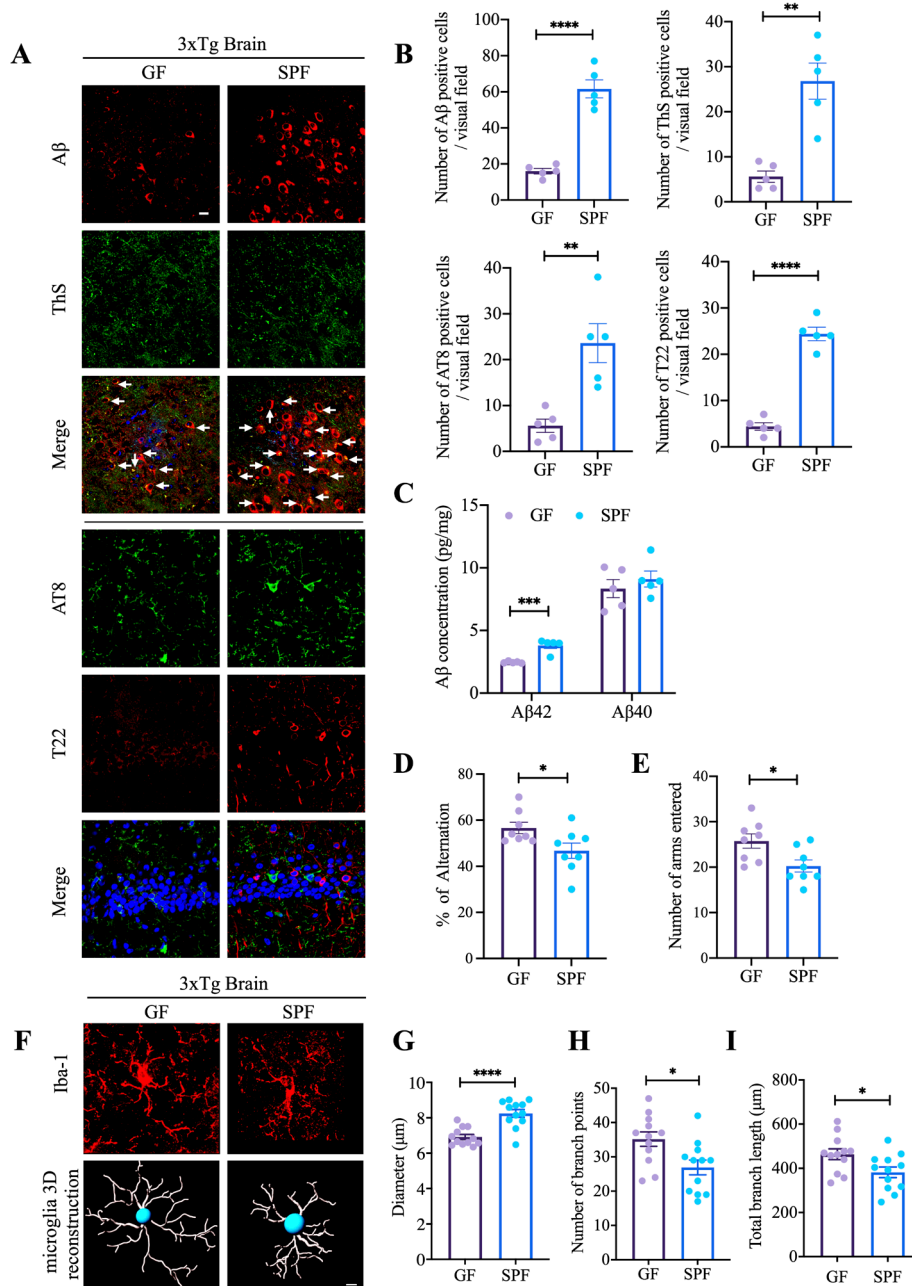 A
3xTg Brain
GF SPF
Aβ
ThS
Merge
AT8
T22
Merge
B
Number of Aβ positive cells
/ visual field
100
80
60
40
20
0
****
GF SPF
Number of ThS positive cells
/ visual field
40
30
20
10
0
**
GF SPF
Number of AT8 positive cells
/ visual field
40
30
20
10
0
**
GF SPF
Number of T22 positive cells
/ visual field
40
30
20
10
0
****
GF SPF
C
Aβ concentration (pg/mg)
15
10
5
0
GF SPF
***
Aβ42 Aβ40
D
% of Alternation
80
60
40
20
0
*
GF SPF
E
Number of arms entered
40
30
20
10
0
*
GF SPF
F
3xTg Brain
GF SPF
Iba-1
microglia 3D
reconstruction
G
Diameter (μm)
10
8
6
4
2
0
****
GF SPF
H
Number of branch points
50
40
30
20
10
0
*
GF SPF
I
Total branch length (μm)
800
600
400
200
0
*
GF SPF